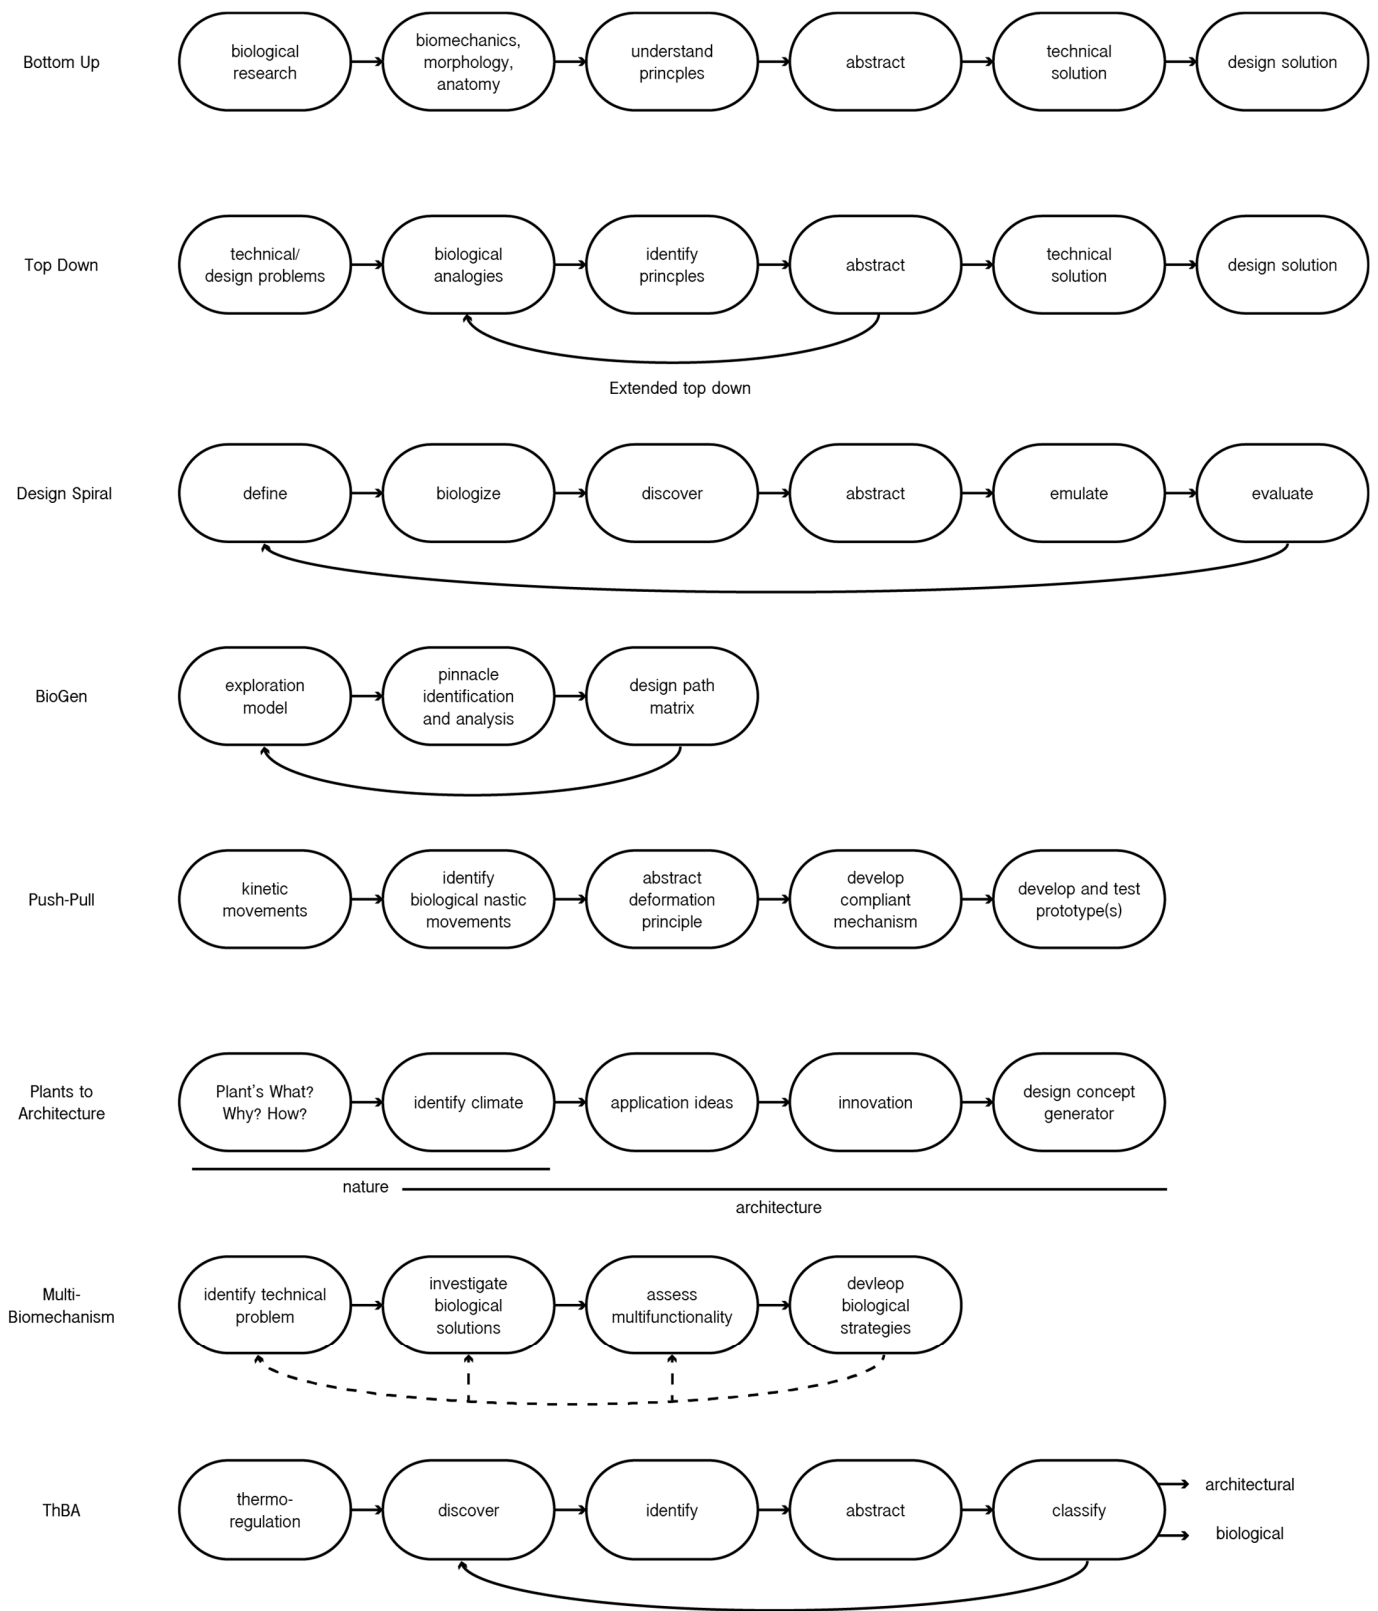 Bottom Up
biological
research
biomechanics,
morphology,
anatomy
understand
princples
abstract
technical
solution
design solution
Top Down
technical/
design problems
biological
analogies
identify
princples
abstract
technical
solution
design solution
Extended top down
Design Spiral
define
biologize
discover
abstract
emulate
evaluate
BioGen
exploration
model
pinnacle
identification
and analysis
design path
matrix
Push-Pull
kinetic
movements
identify
biological nastic
movements
abstract
deformation
principle
develop
compliant
mechanism
develop and test
prototype(s)
Plants to
Architecture
Plant's What?
Why? How?
identify climate
application ideas
innovation
design concept
generator
nature
architecture
Multi-
Biomechanism
identify technical
problem
investigate
biological
solutions
assess
multifunctionality
devleop
biological
strategies
ThBA
thermo-
regulation
discover
identify
abstract
classify
architectural
biological